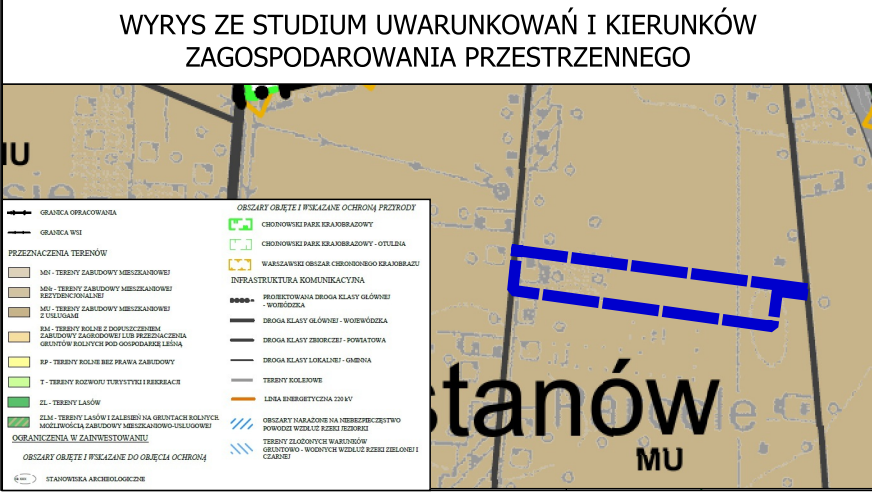 WYRYS ZE STUDIUM UWARUNKOWAŃ I KIERUNKÓW
ZAGOSPODAROWANIA PRZESTRZENNEGO
MU
GRANICA OPRACOWANIA
GRANICA WSI
PRZEZNACZENIA TERENÓW
MN - TERENY ZABUDOWY MIESZKANIOWEJ
MNr - TERENY ZABUDOWY MIESZKANIOWEJ
REZYDENCJONALNEJ
MU - TERENY ZABUDOWY MIESZKANIOWEJ
Z USŁUGAMI
RM - TERENY ROLNE Z DOPUSZCZENIEM
ZABUDOWY ZAGRODOWEJ LUB PRZEZNACZENIA
GRUNTÓW ROLNYCH POD GOSPODARKĘ LEŚNĄ
RP - TERENY ROLNE BEZ PRAWA ZABUDOWY
T - TERENY ROZWOJU TURYSTYKI I REKREACJI
ZL - TERENY LASÓW
ZLM - TERENY LASÓW I ZALESIEŃ NA GRUNTACH ROLNYCH
MOŻLIWOŚCIĄ ZABUDOWY MIESZKANIOWO-USŁUGOWEJ
OGRANICZENIA W ZAINWESTOWANIU
OBSZARY OBJĘTE I WSKAZANE DO OBJĘCIA OCHRONĄ
STANOWISKA ARCHEOLOGICZNE
OBSZARY OBJĘTE I WSKAZANE OCHRONĄ PRZYRODY
CHOJNOWSKI PARK KRAJOBRAZOWY
CHOJNOWSKI PARK KRAJOBRAZOWY - OTULINA
WARSZAWSKI OBSZAR CHRONIONEGO KRAJOBRAZU
INFRASTRUKTURA KOMUNIKACYJNA
PROJEKTOWANA DROGA KLASY GŁÓWNEJ
- WOJEWÓDZKA
DROGA KLASY GŁÓWNEJ - WOJEWÓDZKA
DROGA KLASY ZBIORCZEJ - POWIATOWA
DROGA KLASY LOKALNEJ - GMINNA
TERENY KOLEJOWE
LINIA ENERGETYCZNA 220 kV
OBSZARY NARAŻONE NA NIEBEZPIECZEŃSTWO
POWODZI WZDŁUŻ RZEKI JEZIORKI
TERENY ZŁOŻONYCH WARUNKÓW
GRUNTOWO - WODNYCH WZDŁUŻ RZEKI ZIELONEJ I
CZARNEJ
stanów
MU